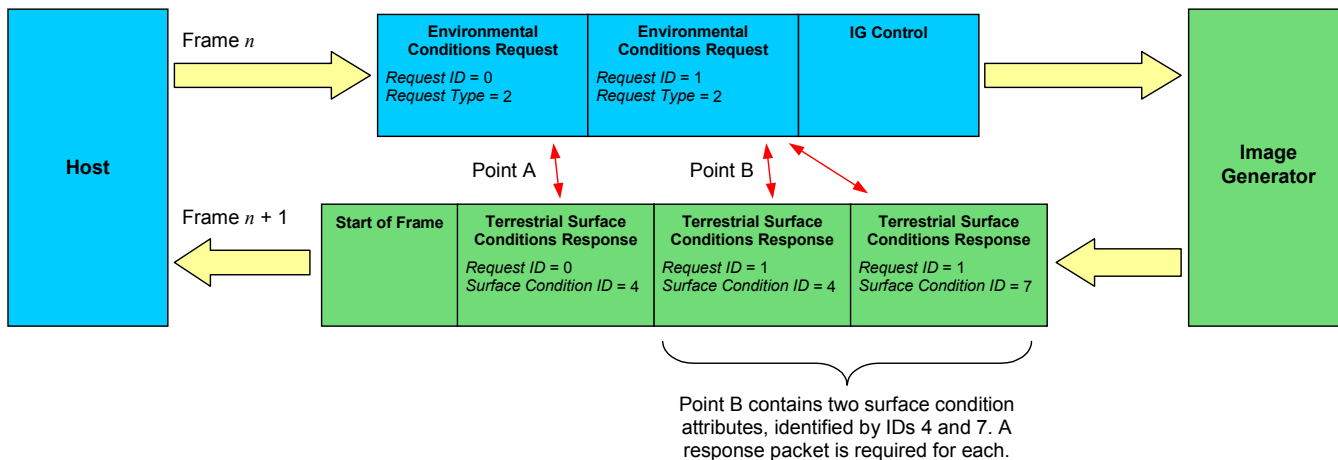 Host
Frame n
Environmental
Conditions Request
Request ID = 0
Request Type = 2
Environmental
Conditions Request
Request ID = 1
Request Type = 2
IG Control
Image
Generator
Point A
Point B
Frame n + 1
Start of Frame
Terrestrial Surface
Conditions Response
Request ID = 0
Surface Condition ID = 4
Terrestrial Surface
Conditions Response
Request ID = 1
Surface Condition ID = 4
Terrestrial Surface
Conditions Response
Request ID = 1
Surface Condition ID = 7
Point B contains two surface condition
attributes, identified by IDs 4 and 7. A
response packet is required for each.